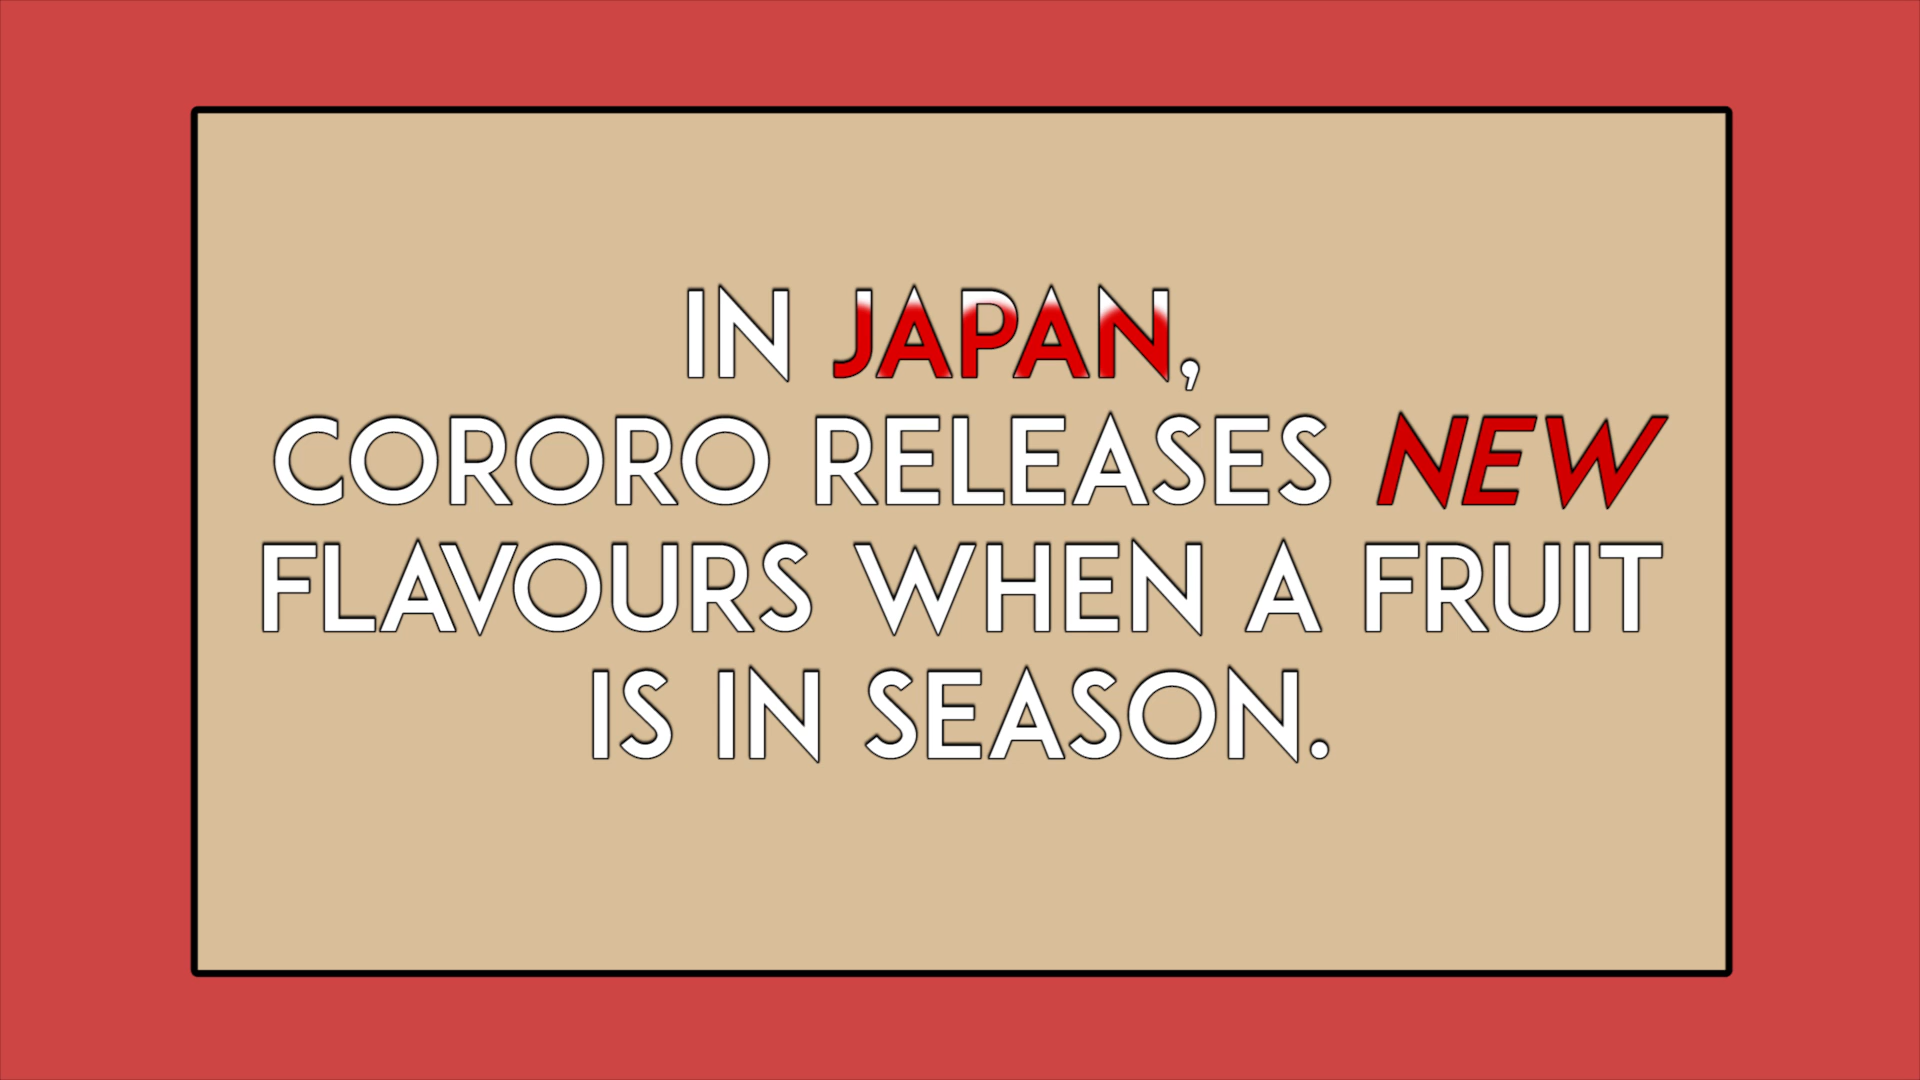 IN JAPAN,
CORORO RELEASES NEW
FLAVOURS WHEN A FRUIT
IS IN SEASON.